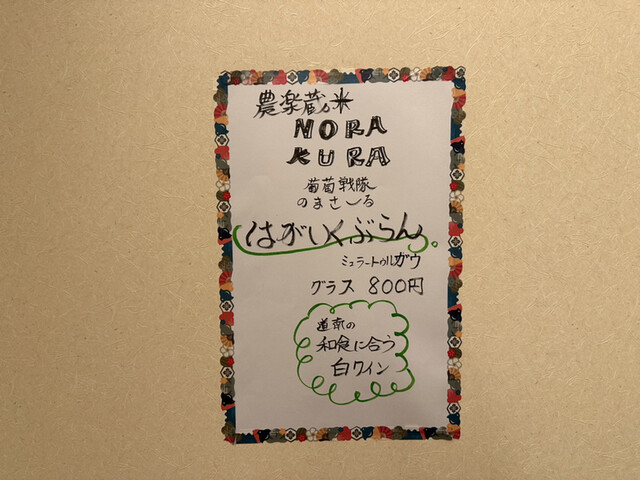 農楽蔵の米
NORA
KURA
葡萄戦隊
のまさーる
はがいくぶらん。
ミュラートゥルガウ
グラス 800円
道南の
和食に合う
白ワイン